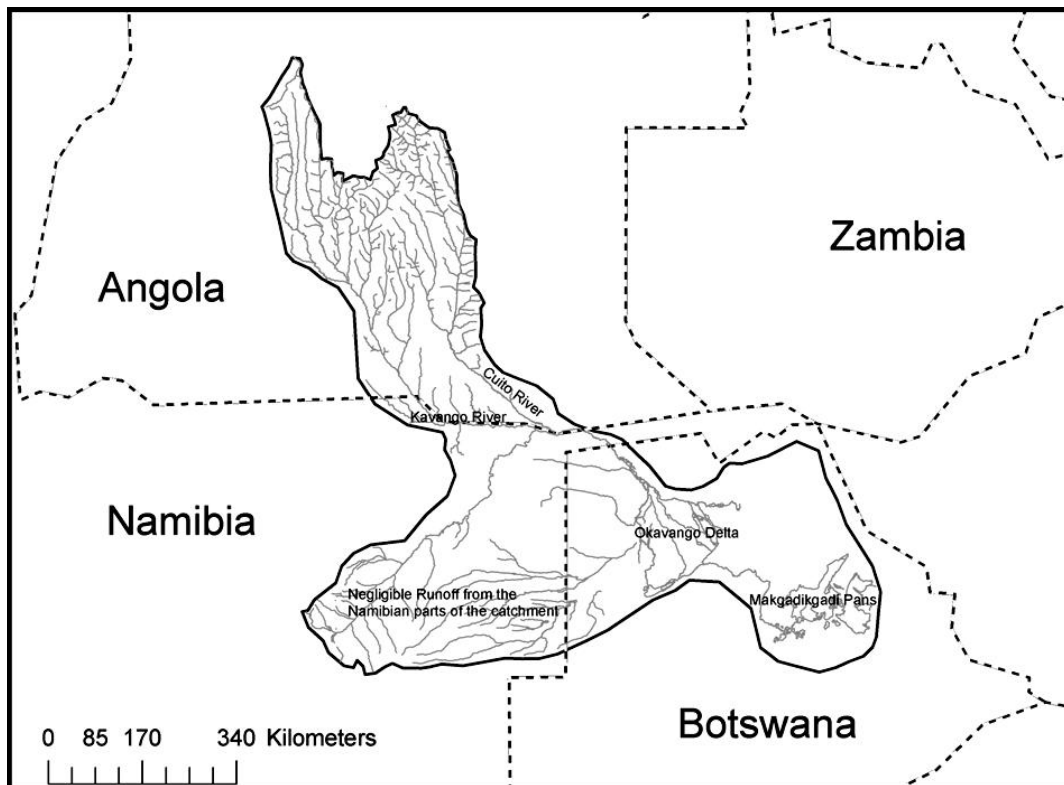 Zambia
Angola
Cuito River
Kavango River
Namibia
Okavango Delta
Negligible Runoff from the
Namibian parts of the catchment
Makgadikgadi Pans
Botswana
0 85 170 340 Kilometers